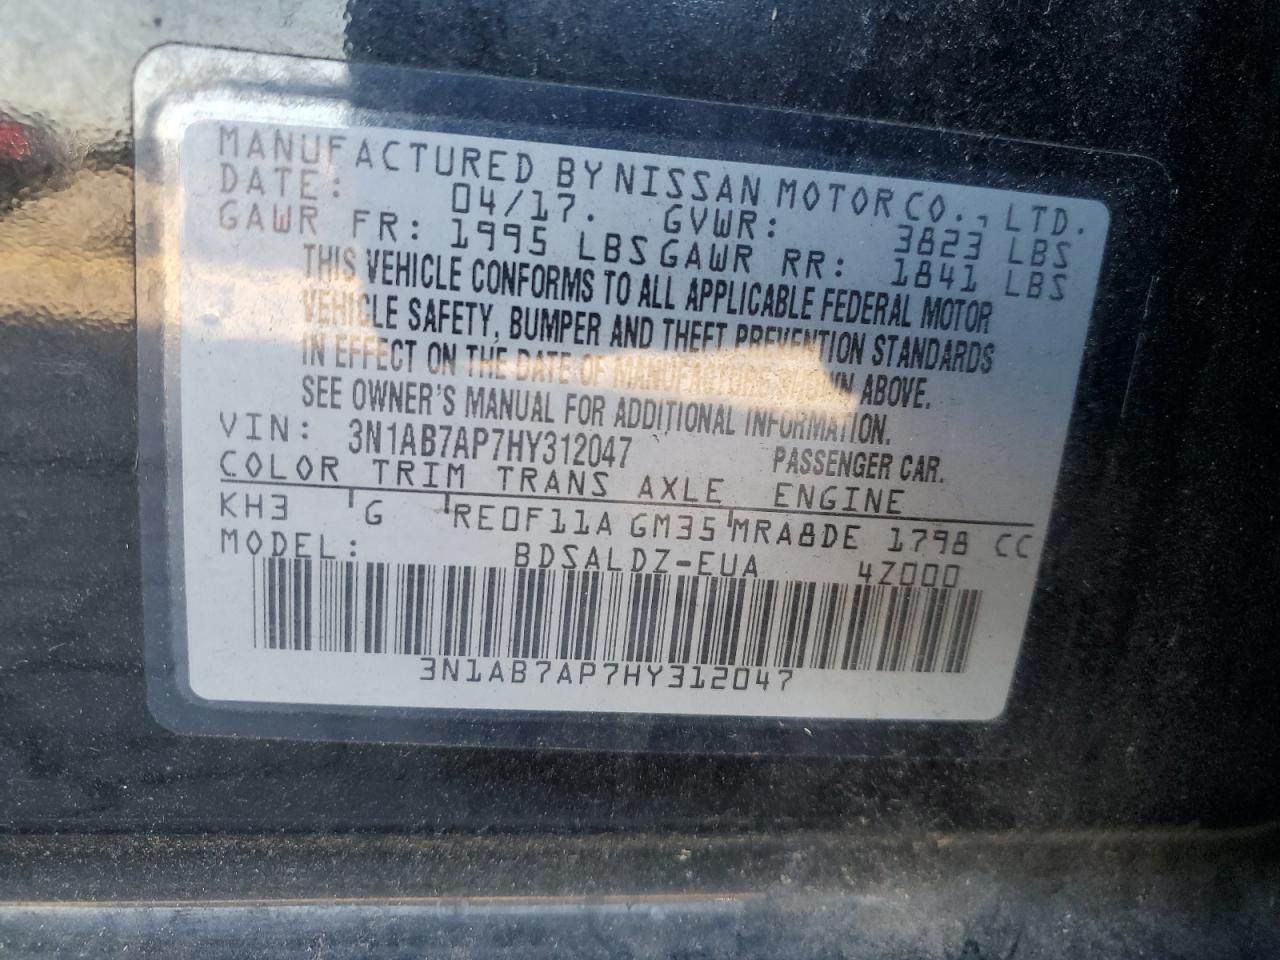 MANUFACTURED BY NISSAN MOTOR CO., LTD.
DATE: 04/17. GVWR: 3823 LBS
GAWR FR: 1995 LBS GAWR RR: 1841 LBS
THIS VEHICLE CONFORMS TO ALL APPLICABLE FEDERAL MOTOR
VEHICLE SAFETY, BUMPER AND THEFT PREVENTION STANDARDS
IN EFFECT ON THE DATE OF MANUFACTURE SHOWN ABOVE.
SEE OWNER'S MANUAL FOR ADDITIONAL INFORMATION.
VIN: 3N1AB7AP7HY312047 PASSENGER CAR.
COLOR TRIM TRANS AXLE ENGINE
KH3 G RE0F11A GM35 MRA8DE 1798 CC
MODEL: BDSALDZ-EUA 4Z000
3N1AB7AP7HY312047